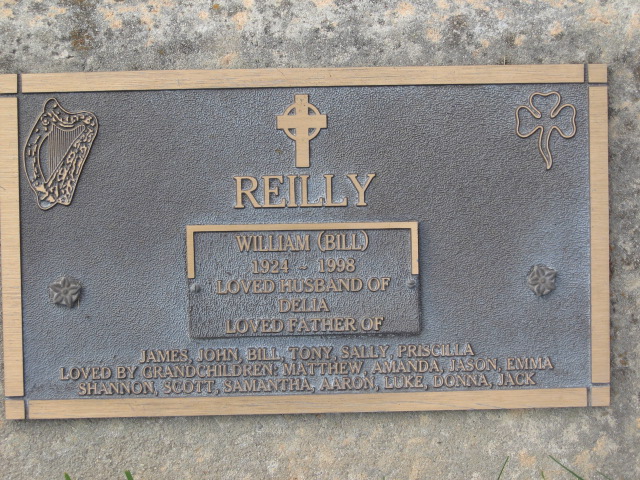 REILLY
WILLIAM (BILL)
1924 - 1998
LOVED HUSBAND OF
DELIA
LOVED FATHER OF
JAMES, JOHN, BILL, TONY, SALLY, PRISCILLA
LOVED BY GRANDCHILDREN: MATTHEW, AMANDA, JASON, EMMA
SHANNON, SCOTT, SAMANTHA, AARON, LUKE, DONNA, JACK